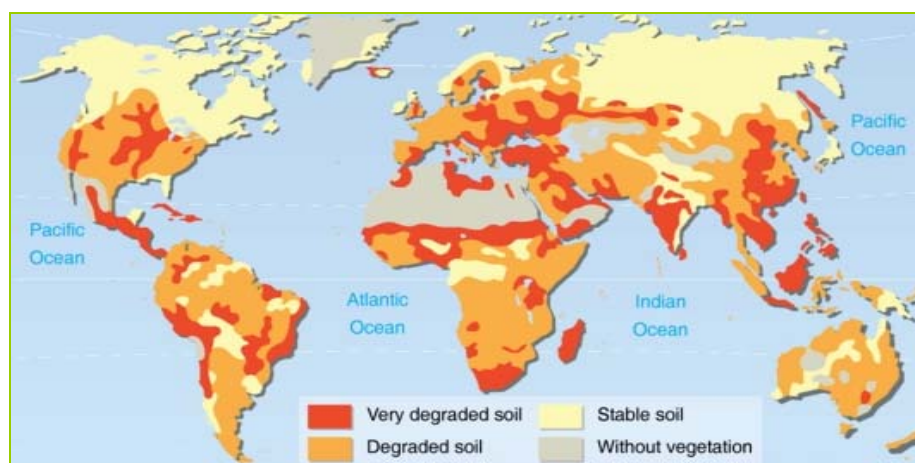 Pacific
Ocean
Pacific
Ocean
Atlantic
Ocean
Indian
Ocean
Very degraded soil
Stable soil
Degraded soil
Without vegetation